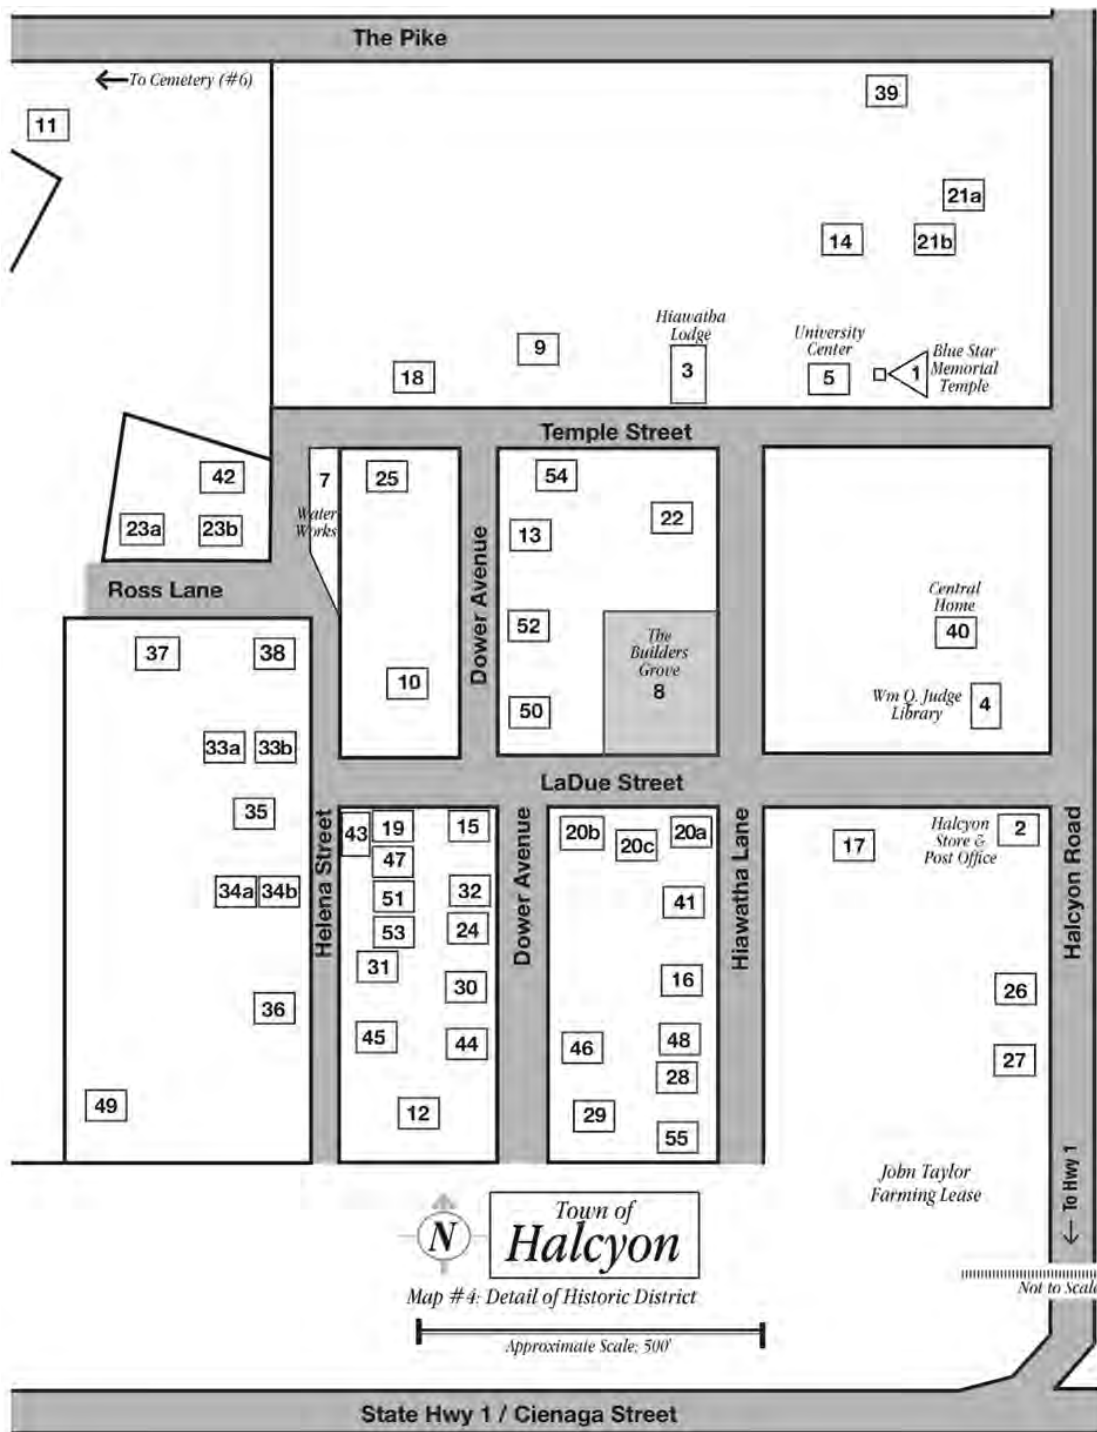 The Pike
To Cemetery (#6)
11
39
21a
14
21b
Hiawatha
Lodge
3
University
Center
5
1
Blue Star
Memorial
Temple
9
18
Temple Street
42
23a
23b
7
Water
Works
25
54
22
13
Dower Avenue
52
The
Builders
Grove
8
50
10
Central
Home
40
Wm Q. Judge
Library
4
Ross Lane
37
38
33a
33b
35
34a
34b
36
49
LaDue Street
Helena Street
43
19
15
47
51
32
53
24
31
30
45
44
12
Dower Avenue
20b
20c
20a
41
16
46
48
28
29
55
Hiawatha Lane
17
Halcyon
Store &
Post Office
2
26
27
Halcyon Road
John Taylor
Farming Lease
To Hwy 1
Not to Scale
N
Town of
Halcyon
Map #4: Detail of Historic District
Approximate Scale: 500'
State Hwy 1 / Cienaga Street